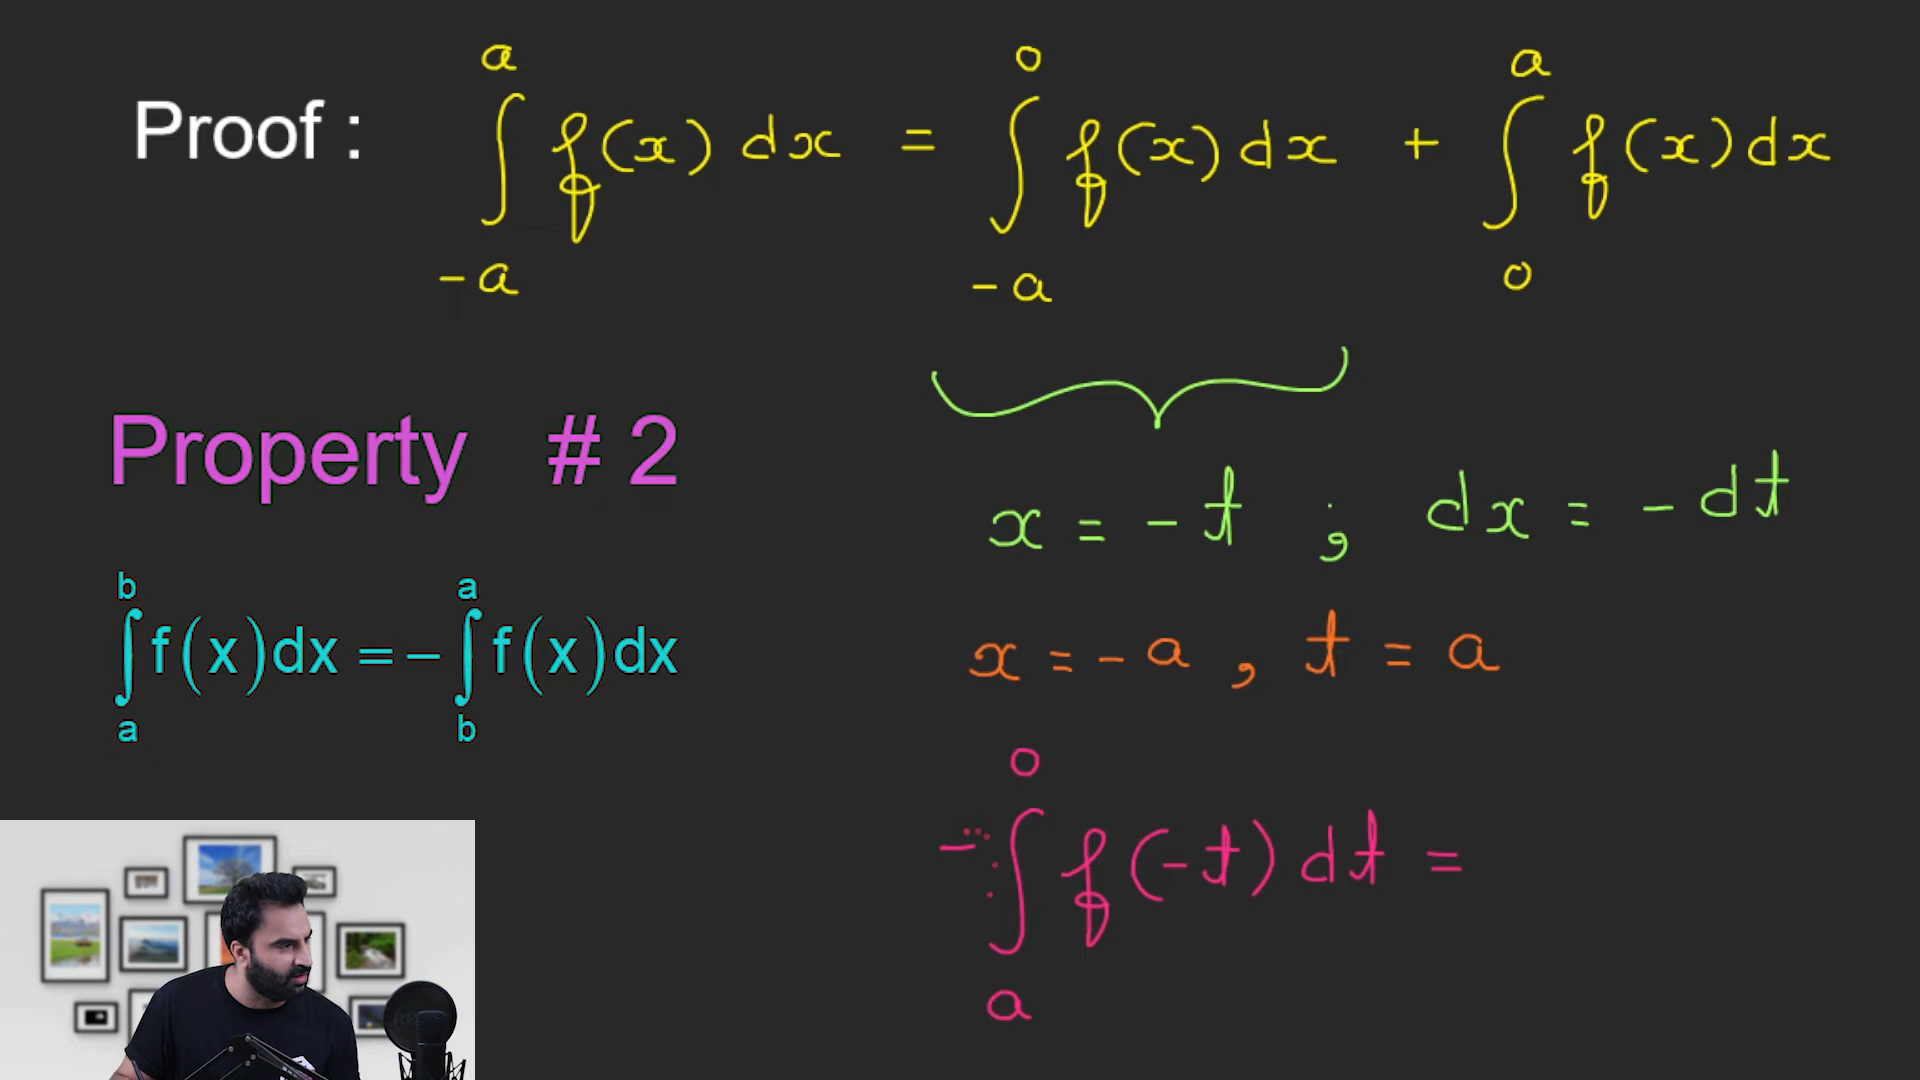 Proof : ∫_{-a}^{a} f(x) dx = ∫_{-a}^{0} f(x) dx + ∫_{0}^{a} f(x) dx
Property # 2
x = -t ; dx = -dt
∫_{a}^{b} f(x)dx = -∫_{b}^{a} f(x)dx
x = -a , t = a
-∫_{a}^{0} f(-t) dt =